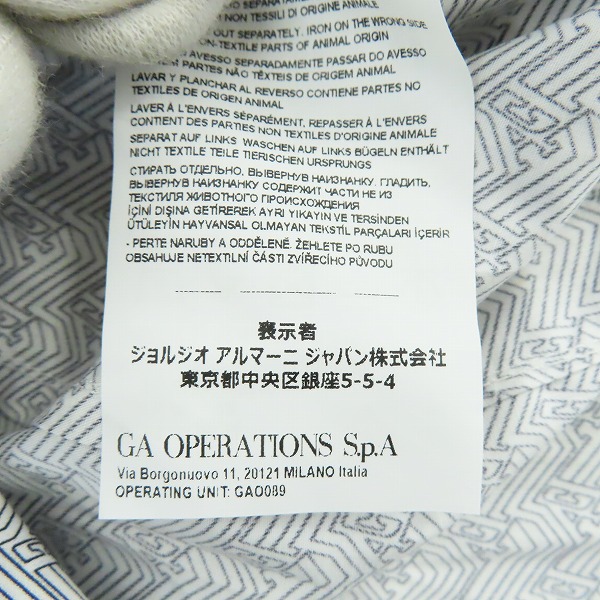 NON TESSILI DI ORIGINE ANIMALE
OUT SEPARATELY. IRON ON THE WRONG SIDE
NON-TEXTILE PARTS OF ANIMAL ORIGIN
AVESSO SEPARADAMENTE PASSAR DO AVESSO
PARTES NÃO TÊXTEIS DE ORIGEM ANIMAL
LAVAR Y PLANCHAR AL REVERSO CONTIENE PARTES NO
TEXTILES DE ORIGEN ANIMAL
LAVER À L'ENVERS SÉPARÉMENT, REPASSER À L'ENVERS
CONTIENT DES PARTIES NON TEXTILES D'ORIGINE ANIMALE
SEPARAT AUF LINKS WASCHEN AUF LINKS BÜGELN ENTHÄLT
NICHT TEXTILE TEILE TIERISCHEN URSPRUNGS
СТИРАТЬ ОТДЕЛЬНО, ВЫВЕРНУВ НАИЗНАНКУ. ГЛАДИТЬ,
ВЫВЕРНУВ НАИЗНАНКУ СОДЕРЖИТ ЧАСТИ НЕ ИЗ
ТЕКСТИЛЯ ЖИВОТНОГО ПРОИСХОЖДЕНИЯ
İÇİNİ DIŞINA GETİREREK AYRI YIKAYIN VE TERSİNDEN
ÜTÜLEYİN HAYVANSAL OLMAYAN TEKSTİL PARÇALARI İÇERİR
- PERTE NARUBY A ODDĚLENĚ. ŽEHLETE PO RUBU
OBSAHUJE NETEXTILNÍ ČÁSTI ZVÍŘECÍHO PŮVODU
表示者
ジョルジオ アルマーニ ジャパン株式会社
東京都中央区銀座5-5-4
GA OPERATIONS S.p.A
Via Borgonuovo 11, 20121 MILANO Italia
OPERATING UNIT: GAO089